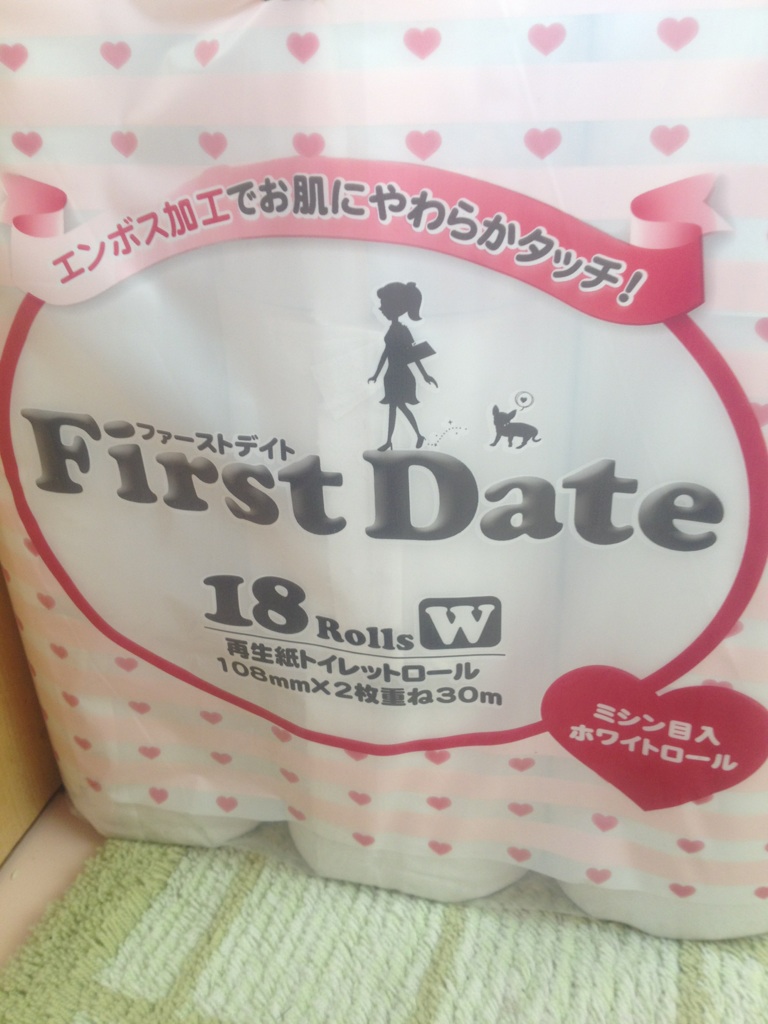 エンボス加工でお肌にやわらかタッチ!
ファーストデイト
First Date
18 Rolls W
再生紙トイレットロール
108mm×2枚重ね30m
ミシン目入
ホワイトロール